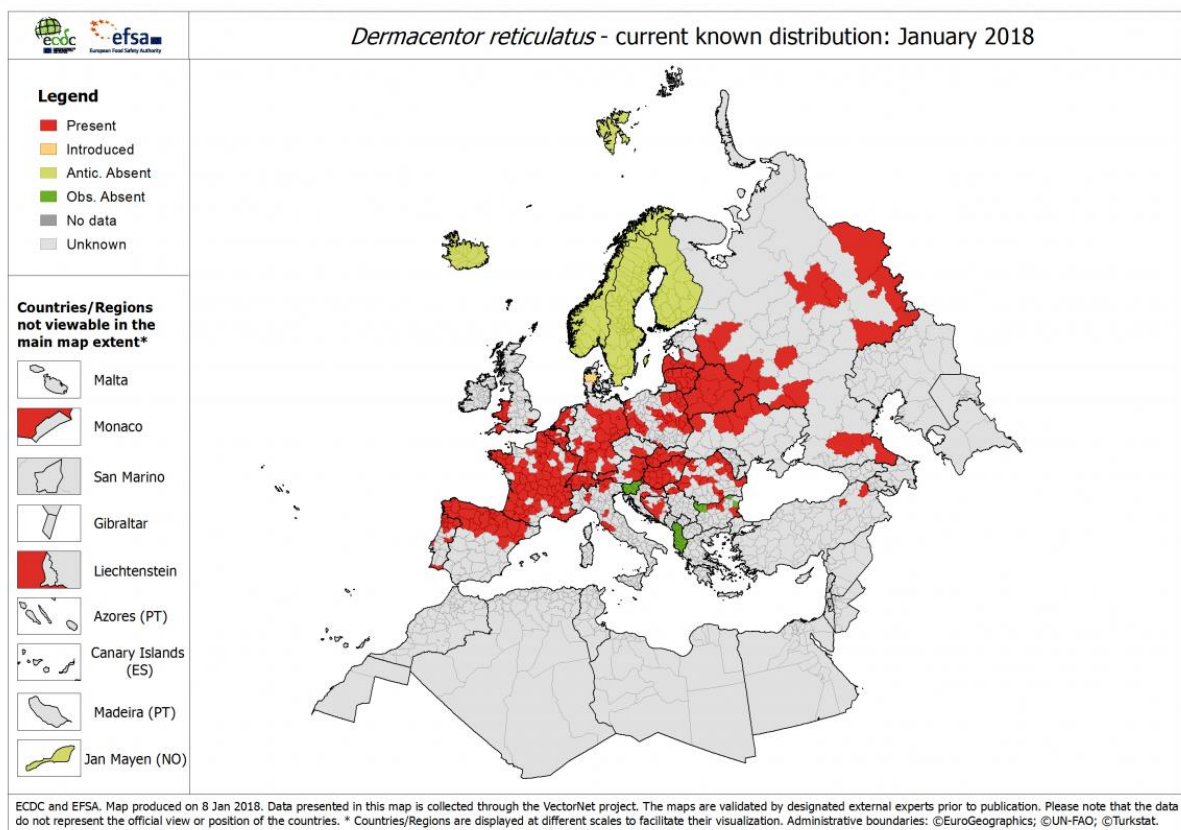 ecdc
efsa
European Food Safety Authority
Dermacentor reticulatus - current known distribution: January 2018
Legend
Present
Introduced
Antic. Absent
Obs. Absent
No data
Unknown
Countries/Regions
not viewable in the
main map extent*
Malta
Monaco
San Marino
Gibraltar
Liechtenstein
Azores (PT)
Canary Islands
(ES)
Madeira (PT)
Jan Mayen (NO)
ECDC and EFSA. Map produced on 8 Jan 2018. Data presented in this map is collected through the VectorNet project. The maps are validated by designated external experts prior to publication. Please note that the data
do not represent the official view or position of the countries. * Countries/Regions are displayed at different scales to facilitate their visualization. Administrative boundaries: ©EuroGeographics; ©UN-FAO; ©Turkstat.